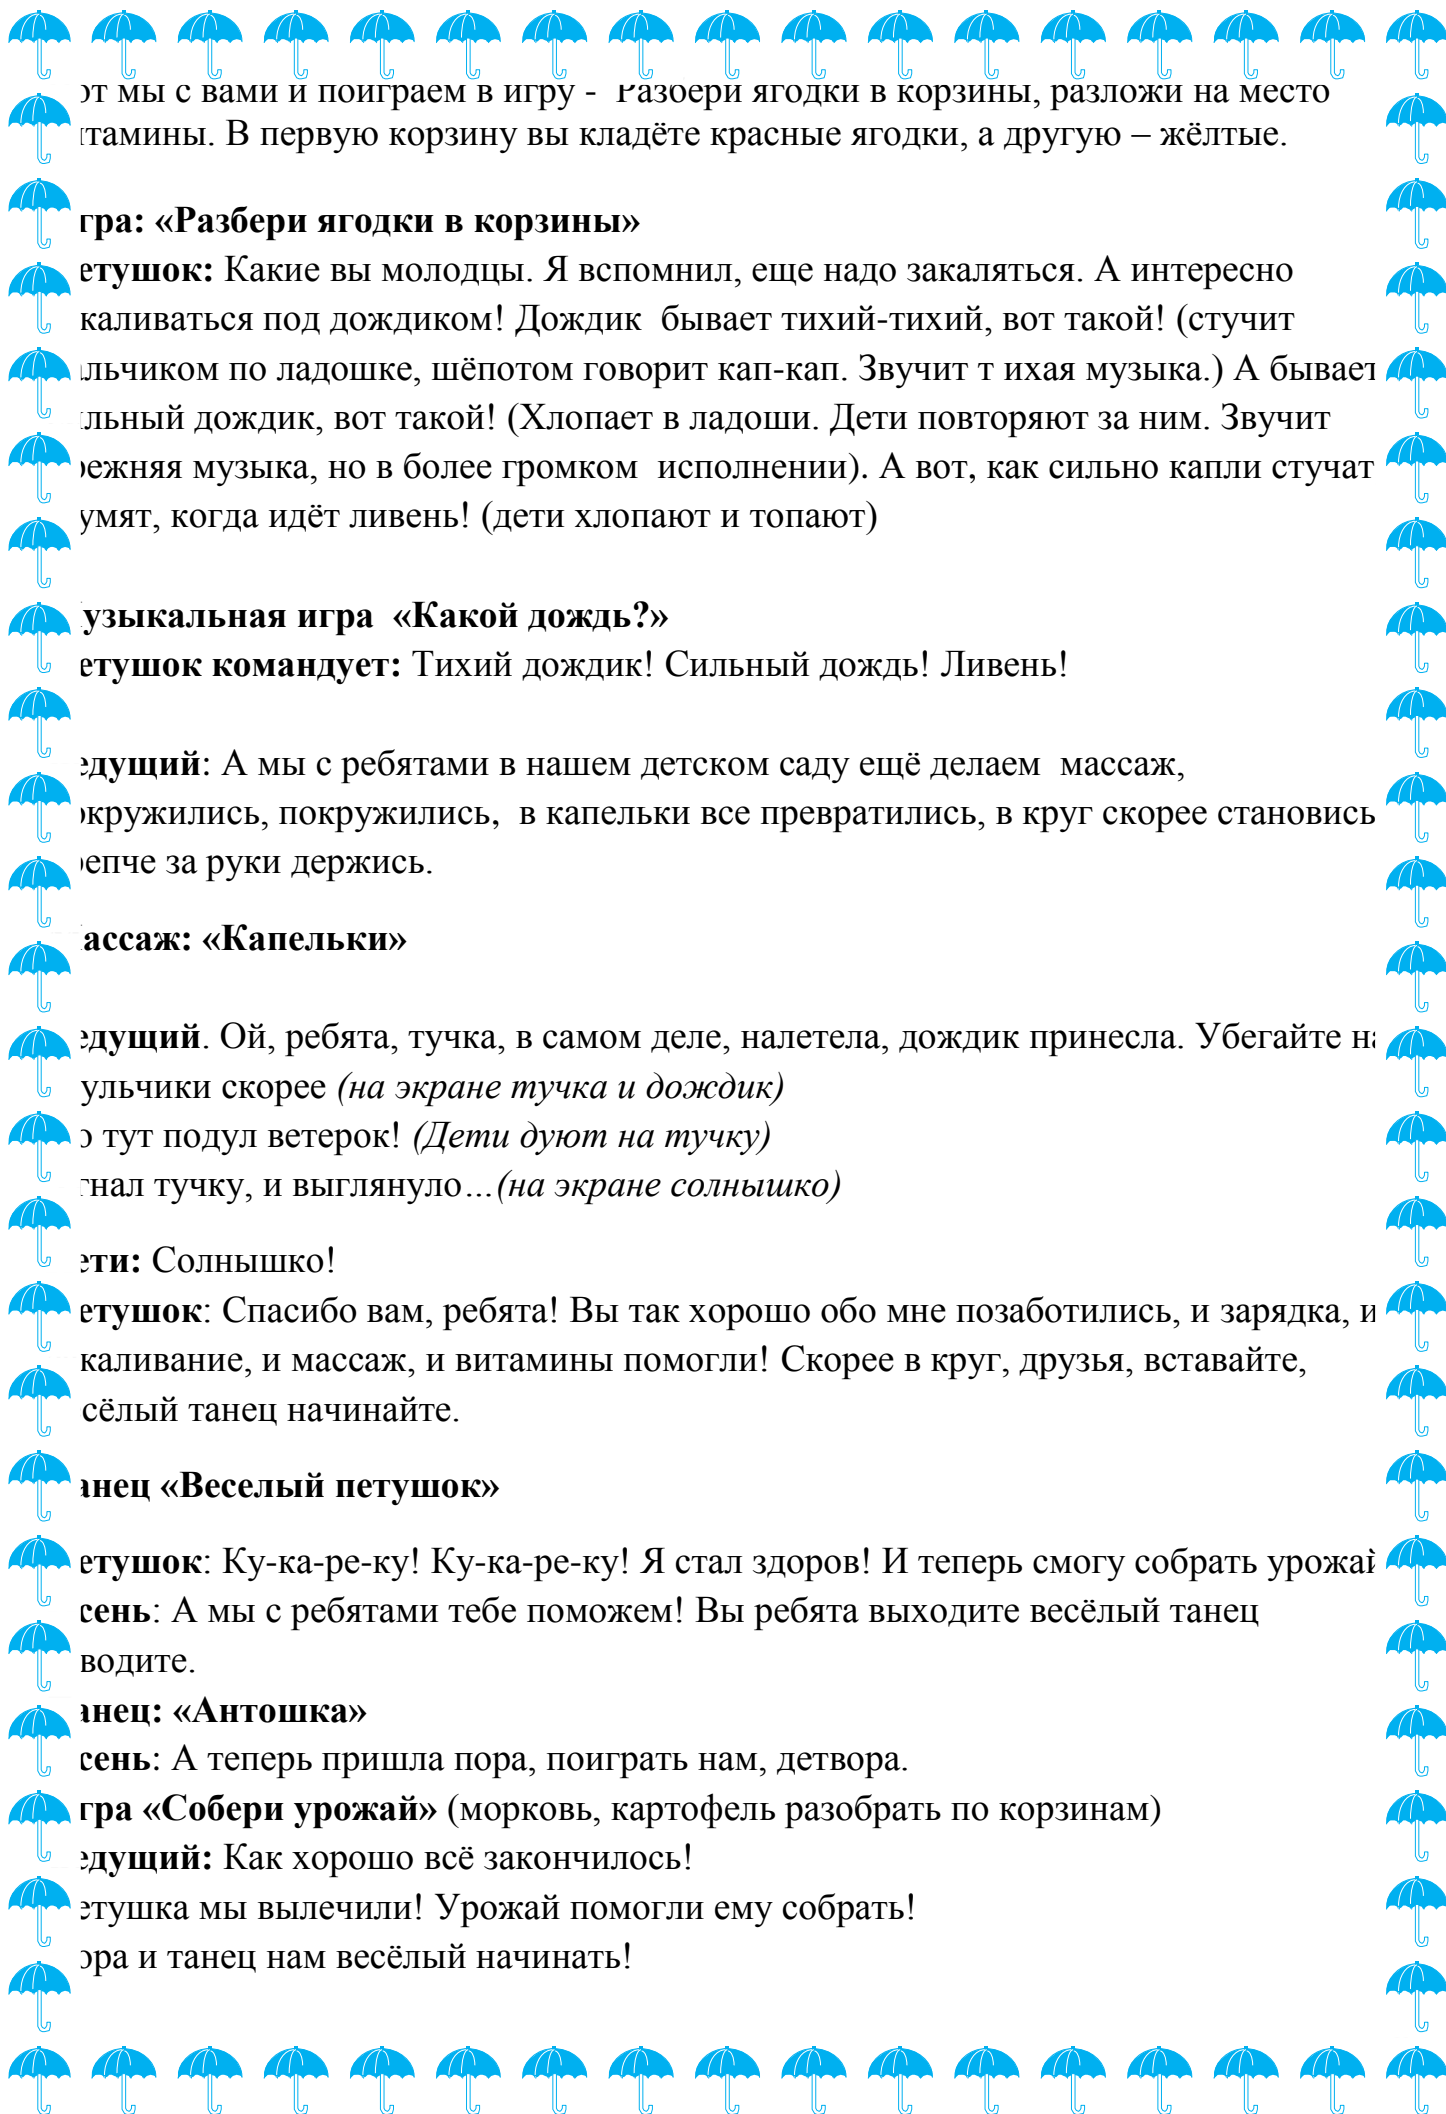 от мы с вами и поиграем в игру - Разбери ягодки в корзины, разложи на место
итамины. В первую корзину вы кладёте красные ягодки, а другую – жёлтые.
гра: «Разбери ягодки в корзины»
етушок: Какие вы молодцы. Я вспомнил, еще надо закаляться. А интересно
каливаться под дождиком! Дождик бывает тихий-тихий, вот такой! (стучит
альчиком по ладошке, шёпотом говорит кап-кап. Звучит т ихая музыка.) А бывает
ильный дождик, вот такой! (Хлопает в ладоши. Дети повторяют за ним. Звучит
режняя музыка, но в более громком исполнении). А вот, как сильно капли стучат
умят, когда идёт ливень! (дети хлопают и топают)
узыкальная игра «Какой дождь?»
етушок командует: Тихий дождик! Сильный дождь! Ливень!
едущий: А мы с ребятами в нашем детском саду ещё делаем массаж,
окружились, покружились, в капельки все превратились, в круг скорее становись
репче за руки держись.
ассаж: «Капельки»
едущий. Ой, ребята, тучка, в самом деле, налетела, дождик принесла. Убегайте на
ульчики скорее (на экране тучка и дождик)
о тут подул ветерок! (Дети дуют на тучку)
гнал тучку, и выглянуло…(на экране солнышко)
ети: Солнышко!
етушок: Спасибо вам, ребята! Вы так хорошо обо мне позаботились, и зарядка, и
каливание, и массаж, и витамины помогли! Скорее в круг, друзья, вставайте,
сёлый танец начинайте.
анец «Веселый петушок»
етушок: Ку-ка-ре-ку! Ку-ка-ре-ку! Я стал здоров! И теперь смогу собрать урожай
сень: А мы с ребятами тебе поможем! Вы ребята выходите весёлый танец
водите.
анец: «Антошка»
сень: А теперь пришла пора, поиграть нам, детвора.
гра «Собери урожай» (морковь, картофель разобрать по корзинам)
едущий: Как хорошо всё закончилось!
етушка мы вылечили! Урожай помогли ему собрать!
ора и танец нам весёлый начинать!